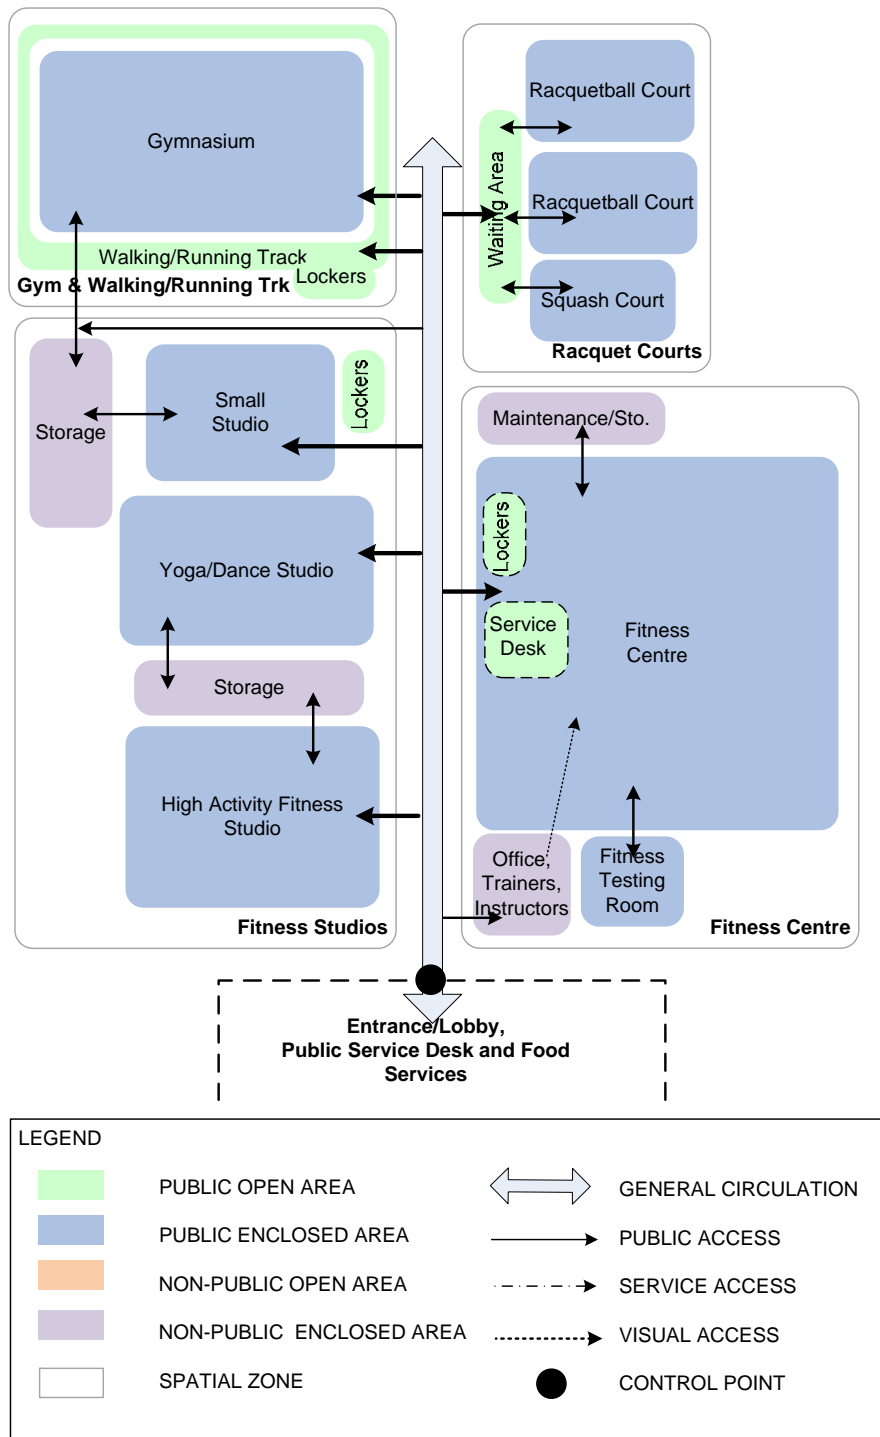 Gymnasium
Walking/Running Track
Lockers
Gym & Walking/Running Trk
Racquetball Court
Racquetball Court
Waiting Area
Squash Court
Racquet Courts
Storage
Small
Studio
Lockers
Yoga/Dance Studio
Storage
High Activity Fitness
Studio
Fitness Studios
Maintenance/Sto.
Lockers
Service
Desk
Fitness
Centre
Office,
Trainers,
Instructors
Fitness
Testing
Room
Fitness Centre
Entrance/Lobby,
Public Service Desk and Food
Services
LEGEND
PUBLIC OPEN AREA
PUBLIC ENCLOSED AREA
NON-PUBLIC OPEN AREA
NON-PUBLIC  ENCLOSED AREA
SPATIAL ZONE
GENERAL CIRCULATION
PUBLIC ACCESS
SERVICE ACCESS
VISUAL ACCESS
CONTROL POINT